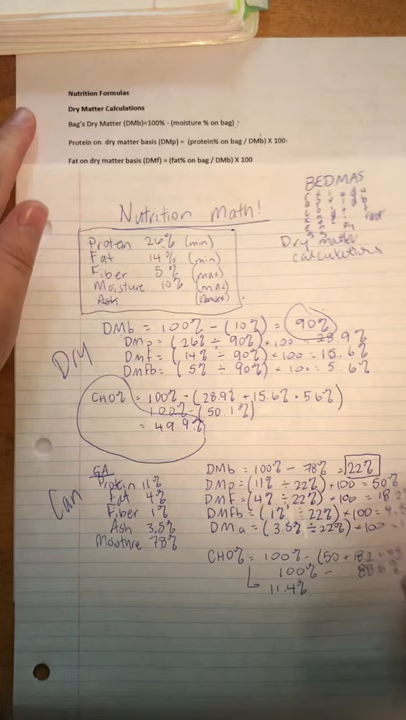 Nutrition Formulas
Dry Matter Calculations
Bag's Dry Matter (DMb)=100% - (moisture % on bag)
Protein on dry matter basis (DMp) = (protein% on bag / DMb) X 100
Fat on dry matter basis (DMf) = (fat% on bag / DMb) X 100
BEDMAS
Nutrition Math!
Dry matter
calculations
Protein 26% (min)
Fat 14% (min)
Fiber 5% (max)
Moisture 10% (max)
Ash
Dry
DMb = 100% - (10%) = 90%
DMp = (26% ÷ 90%) × 100 = 28.9%
DMf = (14% ÷ 90%) × 100 = 15.6%
DMFb = (5% ÷ 90%) × 100 = 5.6%
CHO% = 100% - (28.9% + 15.6% + 5.6%)
100% - (50.1%)
= 49.9%
Can
GA
Protein 11%
Fat 4%
Fiber 1%
Ash 3.5%
Moisture 78%
DMb = 100% - 78% = 22%
DMp = (11% ÷ 22%) × 100 = 50%
DMF = (4% ÷ 22%) × 100 = 18.2
DMFb = (1% ÷ 22%) × 100 =
DMa = (3.5% ÷ 22%) × 100 =
CHO% = 100% - (50 + 18.2 +
100% -
11.4%